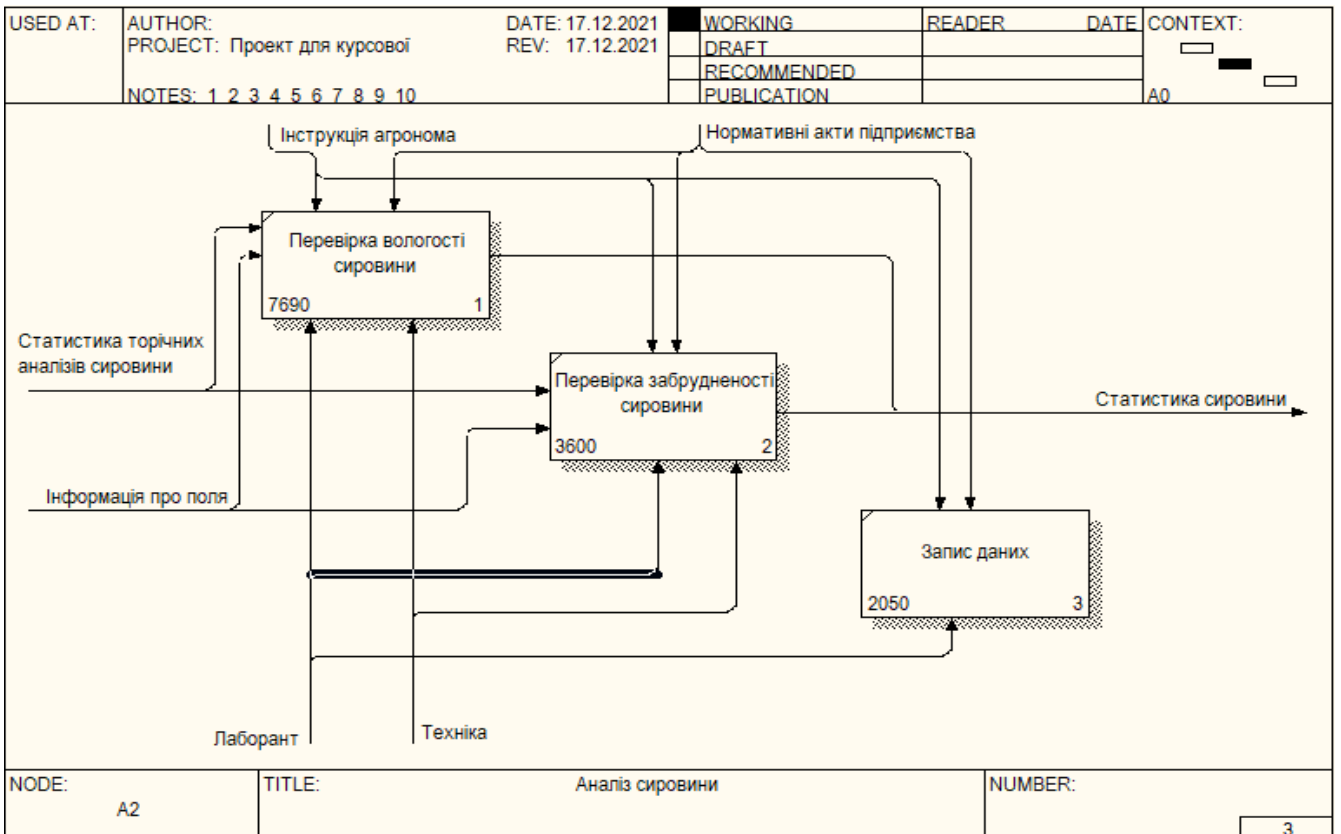 USED AT:
AUTHOR:
DATE: 17.12.2021
PROJECT: Проект для курсової
REV: 17.12.2021
NOTES: 1 2 3 4 5 6 7 8 9 10
WORKING
DRAFT
RECOMMENDED
PUBLICATION
READER
DATE
CONTEXT:
A0
Інструкція агронома
Нормативні акти підприємства
Перевірка вологості
сировини
7690
1
Статистика торічних
аналізів сировини
Перевірка забрудненості
сировини
3600
2
Статистика сировини
Інформація про поля
Запис даних
2050
3
Лаборант
Техніка
NODE:
A2
TITLE:
Аналіз сировини
NUMBER:
3